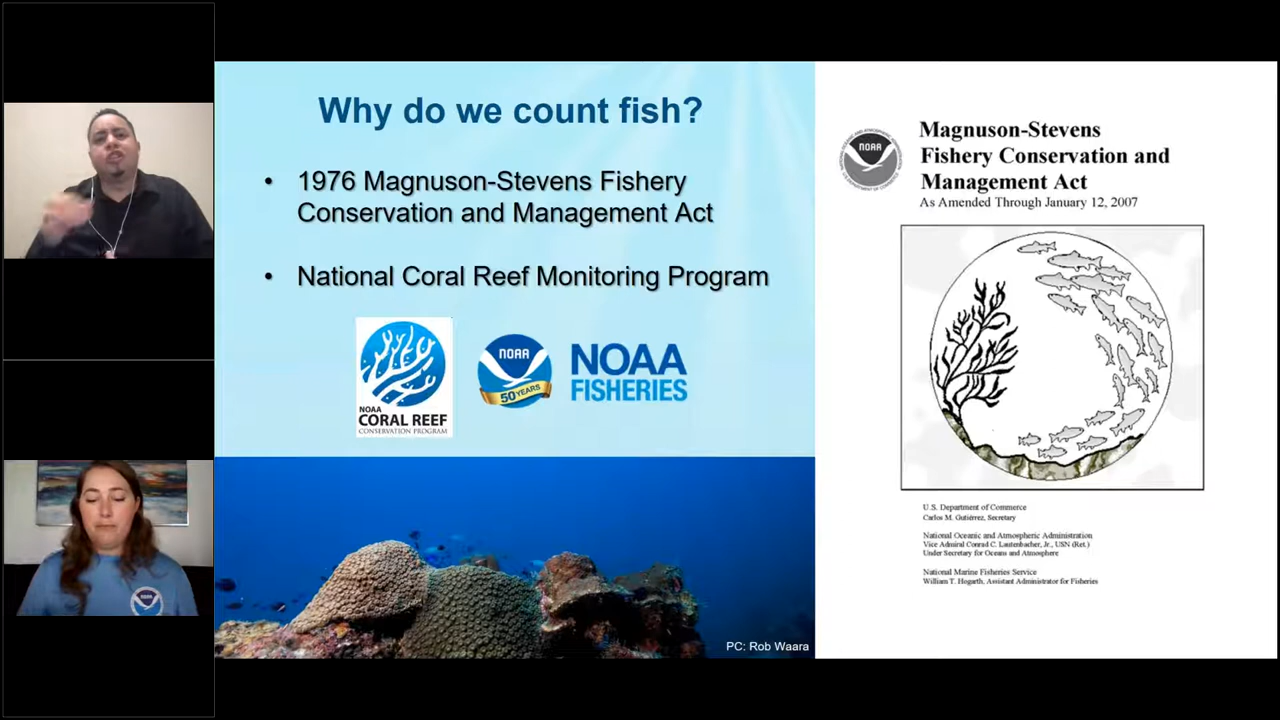 Why do we count fish?
• 1976 Magnuson-Stevens Fishery
Conservation and Management Act
• National Coral Reef Monitoring Program
NOAA
CORAL REEF
CONSERVATION PROGRAM
NOAA
50 YEARS
NOAA
FISHERIES
PC: Rob Waara
NOAA
Magnuson-Stevens
Fishery Conservation and
Management Act
As Amended Through January 12, 2007
U.S. Department of Commerce
Carlos M. Gutiérrez, Secretary
National Oceanic and Atmospheric Administration
Vice Admiral Conrad C. Lautenbacher, Jr., USN (Ret.)
Under Secretary for Oceans and Atmosphere
National Marine Fisheries Service
William T. Hogarth, Assistant Administrator for Fisheries